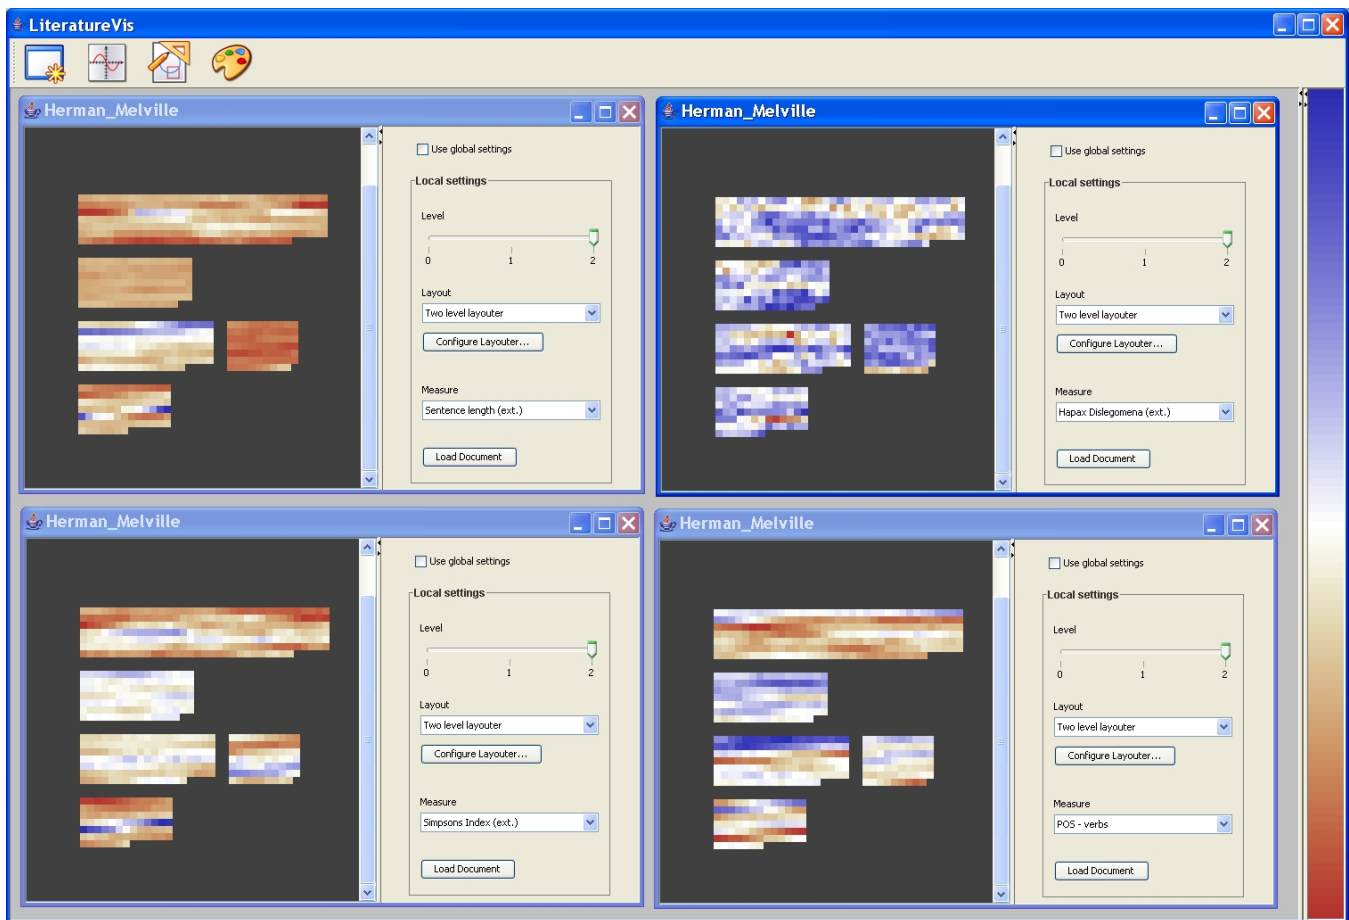 LiteratureVis
Herman_Melville
Use global settings
Local settings
Level
0 1 2
Layout
Two level layouter
Configure Layouter...
Measure
Sentence length (ext.)
Load Document
Herman_Melville
Use global settings
Local settings
Level
0 1 2
Layout
Two level layouter
Configure Layouter...
Measure
Hapax Dislegomena (ext.)
Load Document
Herman_Melville
Use global settings
Local settings
Level
0 1 2
Layout
Two level layouter
Configure Layouter...
Measure
Simpsons Index (ext.)
Load Document
Herman_Melville
Use global settings
Local settings
Level
0 1 2
Layout
Two level layouter
Configure Layouter...
Measure
POS - verbs
Load Document